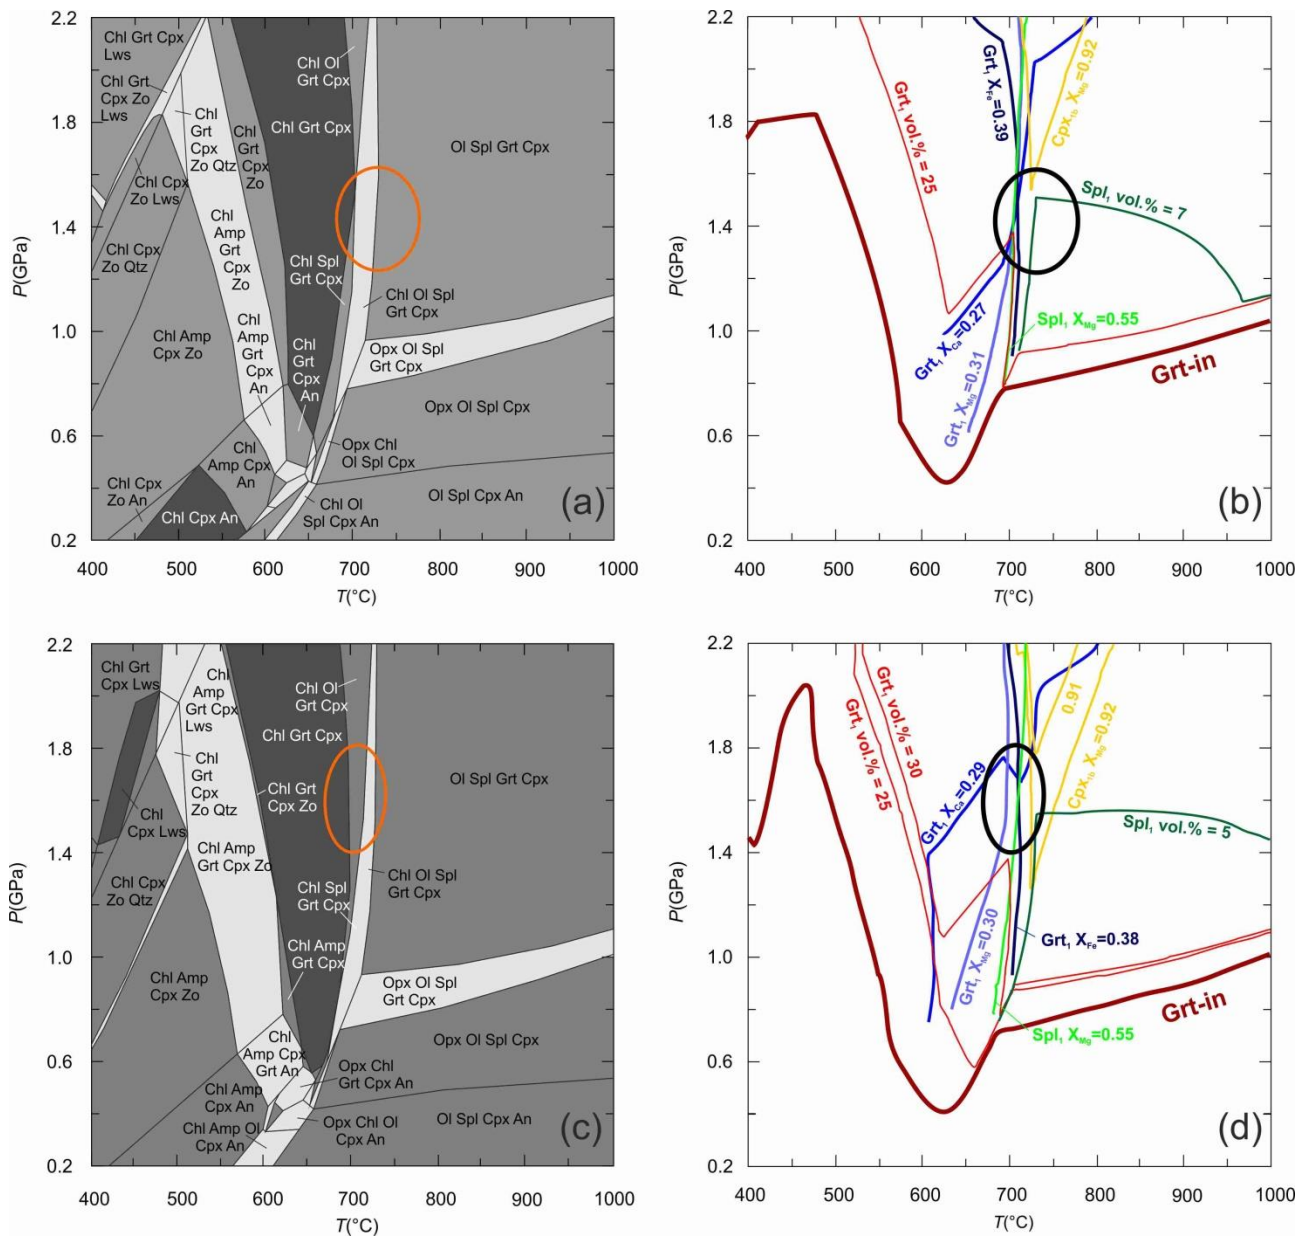 2.2
1.8
1.4
1.0
0.6
0.2
P(GPa)
Chl Grt Cpx
Lws
Chl Grt
Cpx Zo
Lws
Chl Cpx
Zo Lws
Chl Cpx
Zo Qtz
Chl
Grt
Cpx
Zo Qtz
Chl
Grt
Cpx
Zo
Chl Ol
Grt Cpx
Chl Grt Cpx
Ol Spl Grt Cpx
Chl
Amp
Grt
Cpx
Zo
Chl Spl
Grt Cpx
Chl Ol Spl
Grt Cpx
Chl Amp
Cpx Zo
Chl
Amp
Grt
Cpx
An
Chl
Grt
Cpx
An
Opx Ol Spl
Grt Cpx
Opx Ol Spl Cpx
Chl
Amp Cpx
An
Opx Chl
Ol Spl Cpx
Chl Cpx
Zo An
Chl Cpx An
Chl Ol
Spl Cpx An
Ol Spl Cpx An
(a)
400 500 600 700 800 900 1000
T(°C)
2.2
1.8
1.4
1.0
0.6
0.2
P(GPa)
Grt, vol.% = 25
Grt, XFe=0.39
Cpx1b XMg=0.92
Spl, vol.% = 7
Grt, XCa=0.27
Spl, XMg=0.55
Grt, XMg=0.31
Grt-in
(b)
400 500 600 700 800 900 1000
T(°C)
2.2
1.8
1.4
1.0
0.6
0.2
P(GPa)
Chl Grt
Cpx Lws
Chl
Amp
Grt Cpx
Lws
Chl Ol
Grt Cpx
Chl Grt Cpx
Chl
Grt
Cpx
Zo Qtz
Chl Grt
Cpx Zo
Ol Spl Grt Cpx
Chl
Cpx Lws
Chl Cpx
Zo Qtz
Chl Amp
Grt Cpx Zo
Chl Spl
Grt Cpx
Chl Ol Spl
Grt Cpx
Chl Amp
Cpx Zo
Chl Amp
Grt Cpx
Opx Ol Spl
Grt Cpx
Chl
Amp Cpx
Grt An
Opx Ol Spl Cpx
Opx Chl
Grt Cpx An
Chl Amp
Cpx An
Chl Amp Ol
Cpx An
Opx Chl Ol
Cpx An
Ol Spl Cpx An
(c)
400 500 600 700 800 900 1000
T(°C)
2.2
1.8
1.4
1.0
0.6
0.2
P(GPa)
Grt, vol.% = 30
Grt, vol.% = 25
Grt, XCa=0.29
0.91
Cpx1b XMg=0.92
Spl, vol.% = 5
Grt, XMg=0.30
Grt, XFe=0.38
Spl, XMg=0.55
Grt-in
(d)
400 500 600 700 800 900 1000
T(°C)